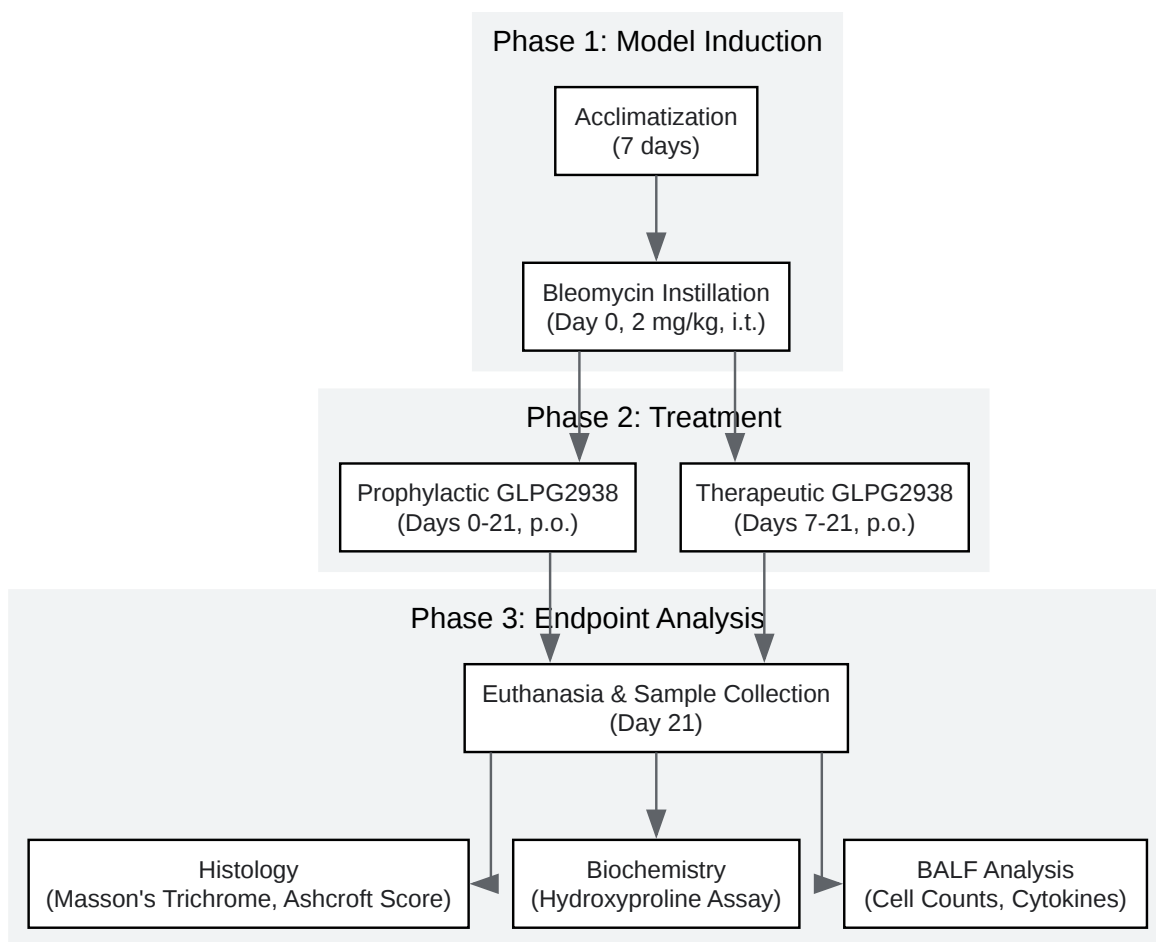 Phase 1: Model Induction
Acclimatization
(7 days)
Bleomycin Instillation
(Day 0, 2 mg/kg, i.t.)
Phase 2: Treatment
Prophylactic GLPG2938
(Days 0-21, p.o.)
Therapeutic GLPG2938
(Days 7-21, p.o.)
Phase 3: Endpoint Analysis
Euthanasia & Sample Collection
(Day 21)
Histology
(Masson's Trichrome, Ashcroft Score)
Biochemistry
(Hydroxyproline Assay)
BALF Analysis
(Cell Counts, Cytokines)